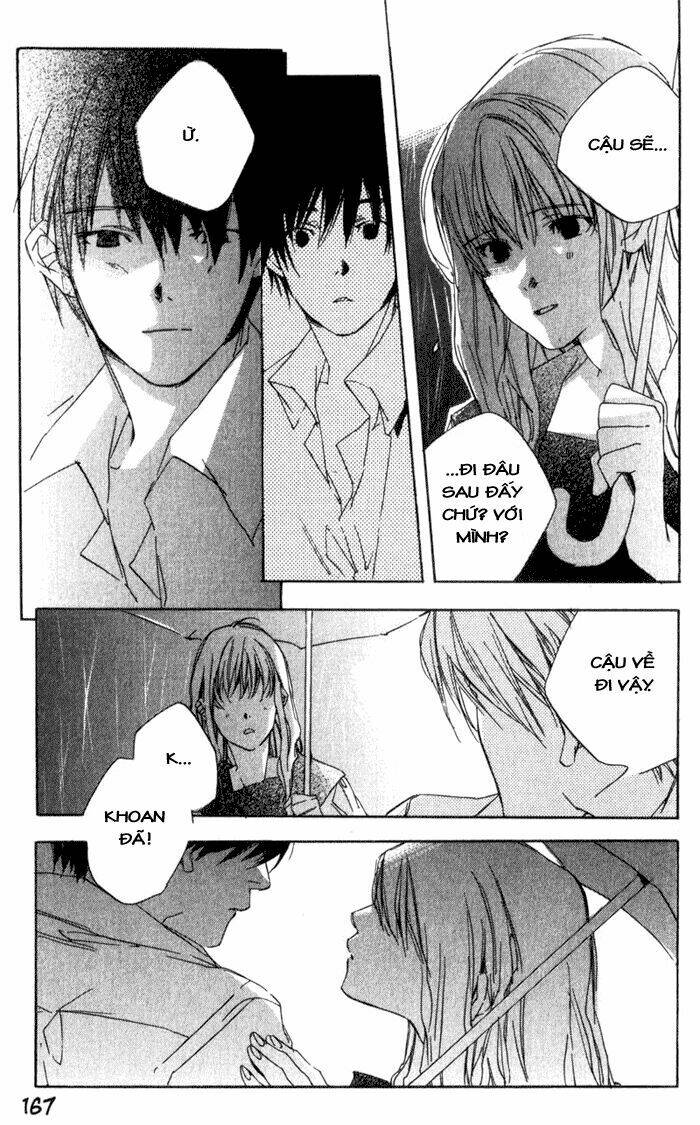 CẬU SẼ...
...ĐI ĐÂU
SAU ĐẤY
CHỨ? VỚI
MÌNH?
Ừ.
CẬU VỀ
ĐI VẬY.
K...
KHOAN
ĐÃ!
167